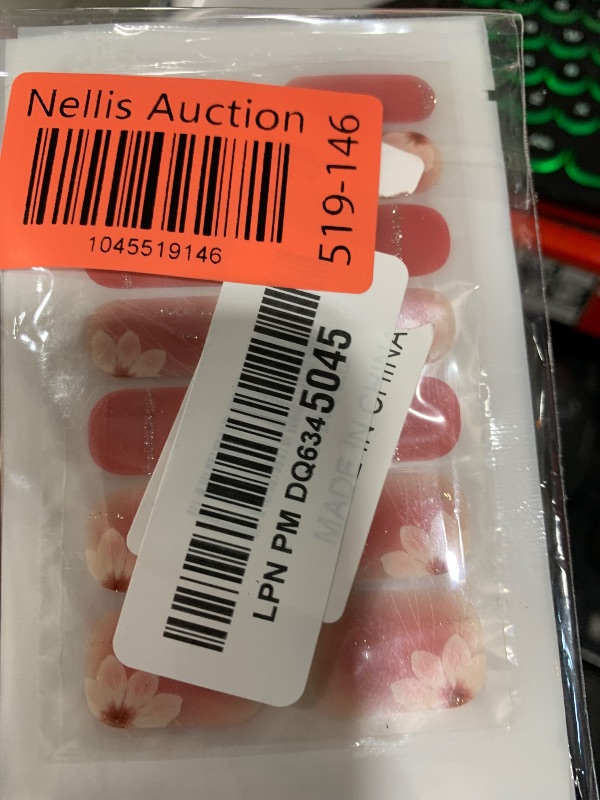 Nellis Auction
1045519146
519-146
LPN PM DQ6345045
MADE IN CHINA